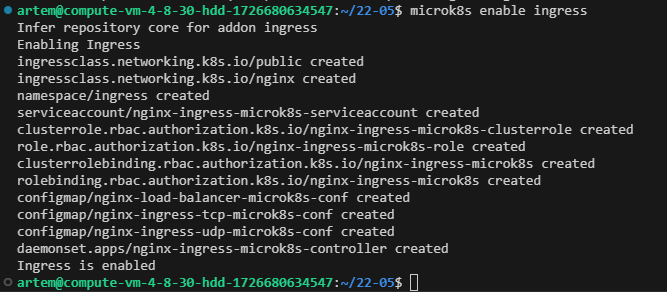 artem@compute-vm-4-8-30-hdd-1726680634547:~/22-05$ microk8s enable ingress
Infer repository core for addon ingress
Enabling Ingress
ingressclass.networking.k8s.io/public created
ingressclass.networking.k8s.io/nginx created
namespace/ingress created
serviceaccount/nginx-ingress-microk8s-serviceaccount created
clusterrole.rbac.authorization.k8s.io/nginx-ingress-microk8s-clusterrole created
role.rbac.authorization.k8s.io/nginx-ingress-microk8s-role created
clusterrolebinding.rbac.authorization.k8s.io/nginx-ingress-microk8s created
rolebinding.rbac.authorization.k8s.io/nginx-ingress-microk8s created
configmap/nginx-load-balancer-microk8s-conf created
configmap/nginx-ingress-tcp-microk8s-conf created
configmap/nginx-ingress-udp-microk8s-conf created
daemonset.apps/nginx-ingress-microk8s-controller created
Ingress is enabled
artem@compute-vm-4-8-30-hdd-1726680634547:~/22-05$